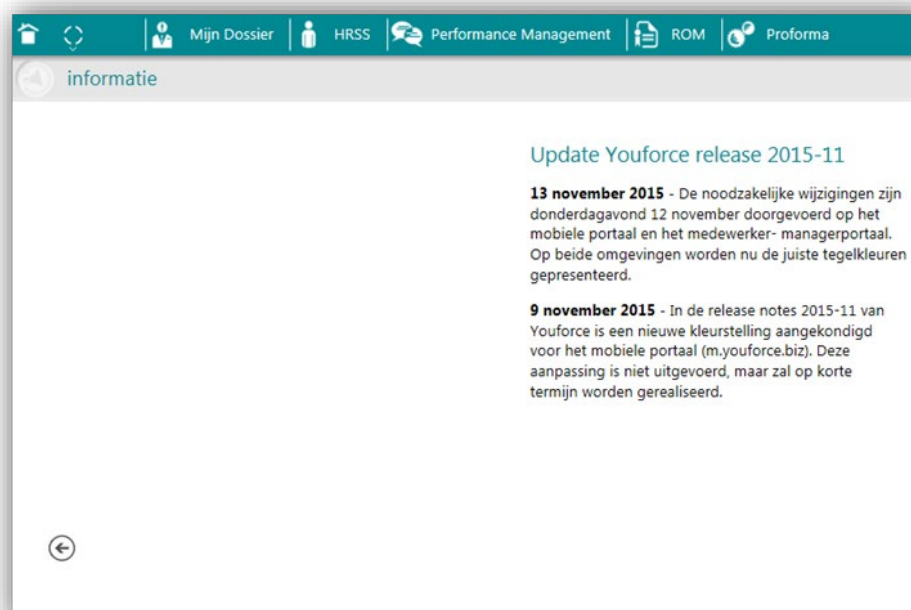 Mijn Dossier HRSS Performance Management ROM Proforma
informatie
Update Youforce release 2015-11
13 november 2015 - De noodzakelijke wijzigingen zijn
donderdagavond 12 november doorgevoerd op het
mobiele portaal en het medewerker- managerportaal.
Op beide omgevingen worden nu de juiste tegelkleuren
gepresenteerd.
9 november 2015 - In de release notes 2015-11 van
Youforce is een nieuwe kleurstelling aangekondigd
voor het mobiele portaal (m.youforce.biz). Deze
aanpassing is niet uitgevoerd, maar zal op korte
termijn worden gerealiseerd.